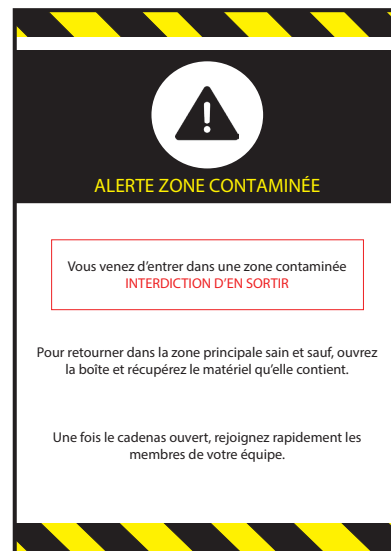 ALERTE ZONE CONTAMINÉE
Vous venez d'entrer dans une zone contaminée
INTERDICTION D'EN SORTIR
Pour retourner dans la zone principale sain et sauf, ouvrez
la boîte et récupérez le matériel qu'elle contient.
Une fois le cadenas ouvert, rejoignez rapidement les
membres de votre équipe.